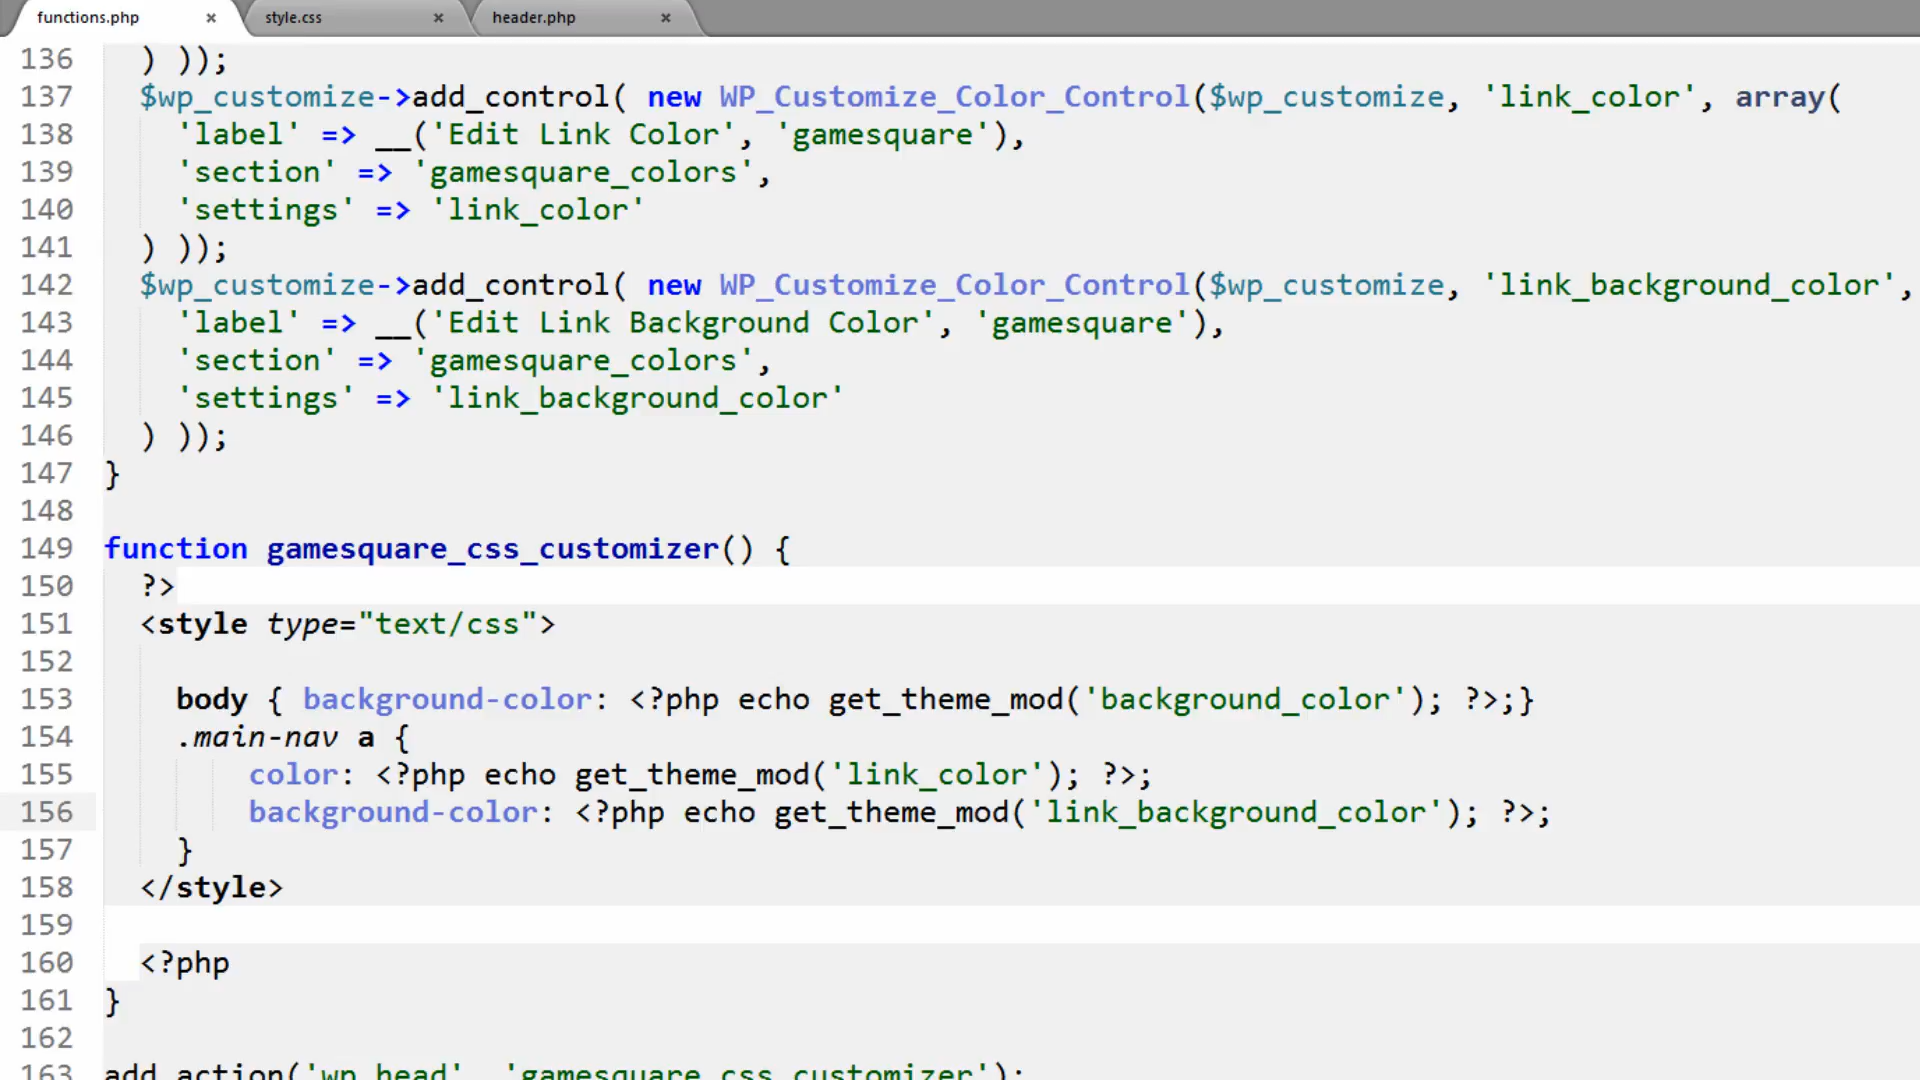 functions.php × style.css × header.php ×
136 ) ));
137 $wp_customize->add_control( new WP_Customize_Color_Control($wp_customize, 'link_color', array(
138 'label' => __('Edit Link Color', 'gamesquare'),
139 'section' => 'gamesquare_colors',
140 'settings' => 'link_color'
141 ) ));
142 $wp_customize->add_control( new WP_Customize_Color_Control($wp_customize, 'link_background_color',
143 'label' => __('Edit Link Background Color', 'gamesquare'),
144 'section' => 'gamesquare_colors',
145 'settings' => 'link_background_color'
146 ) ));
147 }
148
149 function gamesquare_css_customizer() {
150 ?>
151 <style type="text/css">
152
153 body { background-color: <?php echo get_theme_mod('background_color'); ?>;}
154 .main-nav a {
155 color: <?php echo get_theme_mod('link_color'); ?>;
156 background-color: <?php echo get_theme_mod('link_background_color'); ?>;
157 }
158 </style>
159
160 <?php
161 }
162
163 add_action('wp_head', 'gamesquare_css_customizer');